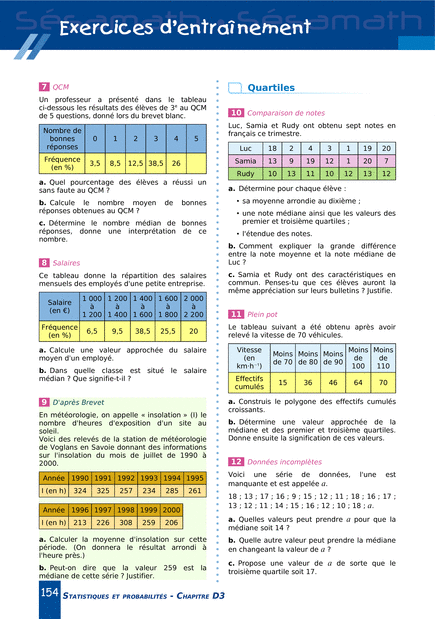 Exercices d'entraînement
7 QCM
Un professeur a présenté dans le tableau
ci-dessous les résultats des élèves de 3e au QCM
de 5 questions, donné lors du brevet blanc.
Nombre de bonnes réponses 0 1 2 3 4 5
Fréquence (en %) 3,5 8,5 12,5 38,5 26
a. Quel pourcentage des élèves a réussi un
sans faute au QCM ?
b. Calcule le nombre moyen de bonnes
réponses obtenues au QCM ?
c. Détermine le nombre médian de bonnes
réponses, donne une interprétation de ce
nombre.
8 Salaires
Ce tableau donne la répartition des salaires
mensuels des employés d'une petite entreprise.
Salaire (en €) 1 000 à 1 200 1 200 à 1 400 1 400 à 1 600 1 600 à 1 800 2 000 à 2 200
Fréquence (en %) 6,5 9,5 38,5 25,5 20
a. Calcule une valeur approchée du salaire
moyen d'un employé.
b. Dans quelle classe est situé le salaire
médian ? Que signifie-t-il ?
9 D'après Brevet
En météorologie, on appelle « insolation » (I) le
nombre d'heures d'exposition d'un site au
soleil.
Voici des relevés de la station de météorologie
de Voglans en Savoie donnant des informations
sur l'insolation du mois de juillet de 1990 à
2000.
Année 1990 1991 1992 1993 1994 1995
I (en h) 324 325 257 234 285 261
Année 1996 1997 1998 1999 2000
I (en h) 213 226 308 259 206
a. Calculer la moyenne d'insolation sur cette
période. (On donnera le résultat arrondi à
l'heure près.)
b. Peut-on dire que la valeur 259 est la
médiane de cette série ? Justifier.
Quartiles
10 Comparaison de notes
Luc, Samia et Rudy ont obtenu sept notes en
français ce trimestre.
Luc 18 2 4 3 1 19 20
Samia 13 9 19 12 1 20 7
Rudy 10 13 11 10 12 13 12
a. Détermine pour chaque élève :
• sa moyenne arrondie au dixième ;
• une note médiane ainsi que les valeurs des
premier et troisième quartiles ;
• l'étendue des notes.
b. Comment expliquer la grande différence
entre la note moyenne et la note médiane de
Luc ?
c. Samia et Rudy ont des caractéristiques en
commun. Penses-tu que ces élèves auront la
même appréciation sur leurs bulletins ? Justifie.
11 Plein pot
Le tableau suivant a été obtenu après avoir
relevé la vitesse de 70 véhicules.
Vitesse (en km·h⁻¹) Moins de 70 Moins de 80 Moins de 90 Moins de 100 Moins de 110
Effectifs cumulés 15 36 46 64 70
a. Construis le polygone des effectifs cumulés
croissants.
b. Détermine une valeur approchée de la
médiane et des premier et troisième quartiles.
Donne ensuite la signification de ces valeurs.
12 Données incomplètes
Voici une série de données, l'une est
manquante et est appelée a.
18 ; 13 ; 17 ; 16 ; 9 ; 15 ; 12 ; 11 ; 18 ; 16 ; 17 ;
13 ; 12 ; 11 ; 14 ; 15 ; 16 ; 12 ; 10 ; 18 ; a.
a. Quelles valeurs peut prendre a pour que la
médiane soit 14 ?
b. Quelle autre valeur peut prendre la médiane
en changeant la valeur de a ?
c. Propose une valeur de a de sorte que le
troisième quartile soit 17.
154 STATISTIQUES ET PROBABILITÉS - CHAPITRE D3